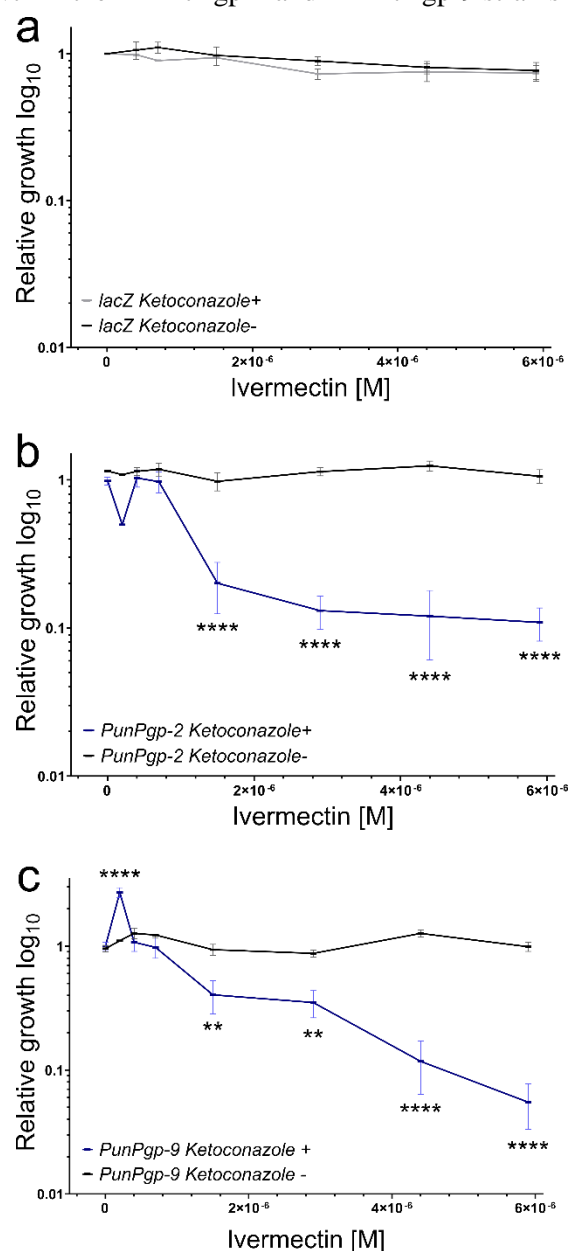 a
Relative growth log10
1
0.1
0.01
lacZ Ketoconazole+
lacZ Ketoconazole-
0 2×10-6 4×10-6 6×10-6
Ivermectin [M]
b
Relative growth log10
1
0.1
0.01
**** **** **** ****
PunPgp-2 Ketoconazole+
PunPgp-2 Ketoconazole-
0 2×10-6 4×10-6 6×10-6
Ivermectin [M]
c
Relative growth log10
****
1
0.1
0.01
** ** **** ****
PunPgp-9 Ketoconazole +
PunPgp-9 Ketoconazole -
0 2×10-6 4×10-6 6×10-6
Ivermectin [M]